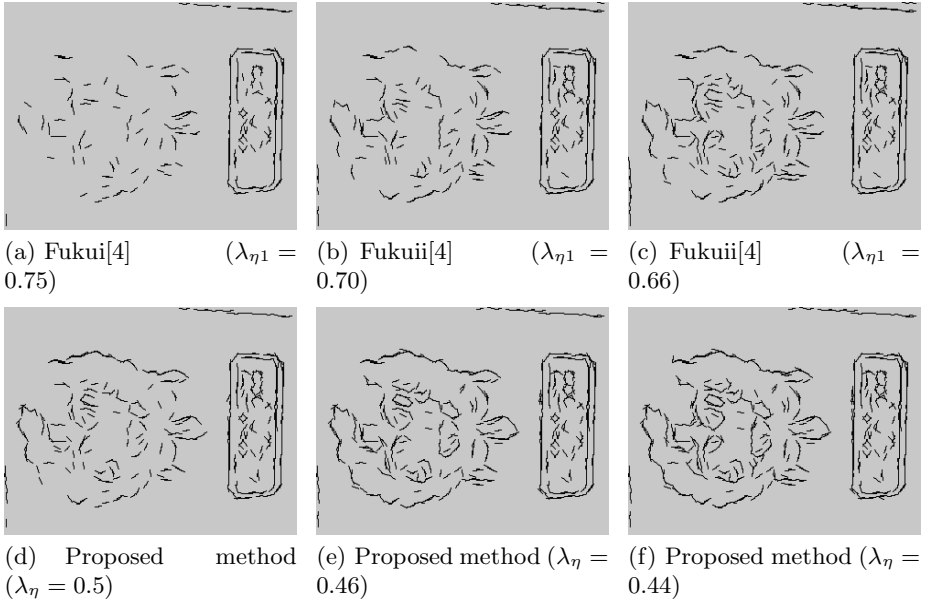 (a) Fukui[4] (λη1 =
0.75)
(b) Fukuii[4] (λη1 =
0.70)
(c) Fukuii[4] (λη1 =
0.66)
(d) Proposed method
(λη = 0.5)
(e) Proposed method (λη =
0.46)
(f) Proposed method (λη =
0.44)